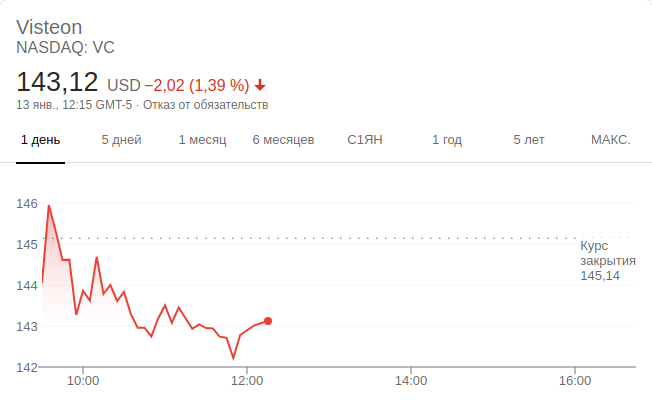 Visteon
NASDAQ: VC
143,12 USD −2,02 (1,39 %)
13 янв., 12:15 GMT-5 · Отказ от обязательств
1 день 5 дней 1 месяц 6 месяцев С1ЯН 1 год 5 лет МАКС.
146
145
Курс
закрытия
145,14
144
143
142
10:00 12:00 14:00 16:00